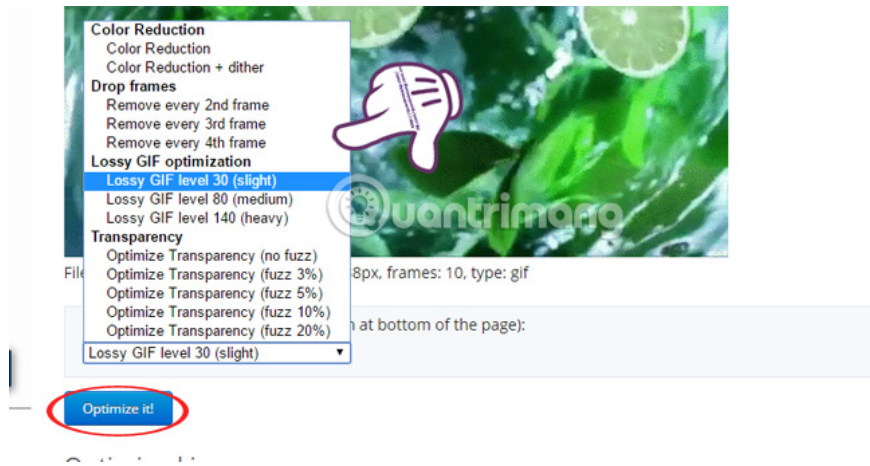 Color Reduction
Color Reduction
Color Reduction + dither
Drop frames
Remove every 2nd frame
Remove every 3rd frame
Remove every 4th frame
Lossy GIF optimization
Lossy GIF level 30 (slight)
Lossy GIF level 80 (medium)
Lossy GIF level 140 (heavy)
Transparency
Optimize Transparency (no fuzz)
Optimize Transparency (fuzz 3%)
Optimize Transparency (fuzz 5%)
Optimize Transparency (fuzz 10%)
Optimize Transparency (fuzz 20%)
Quantrimang
8px, frames: 10, type: gif
at bottom of the page):
Lossy GIF level 30 (slight)
Optimize it!